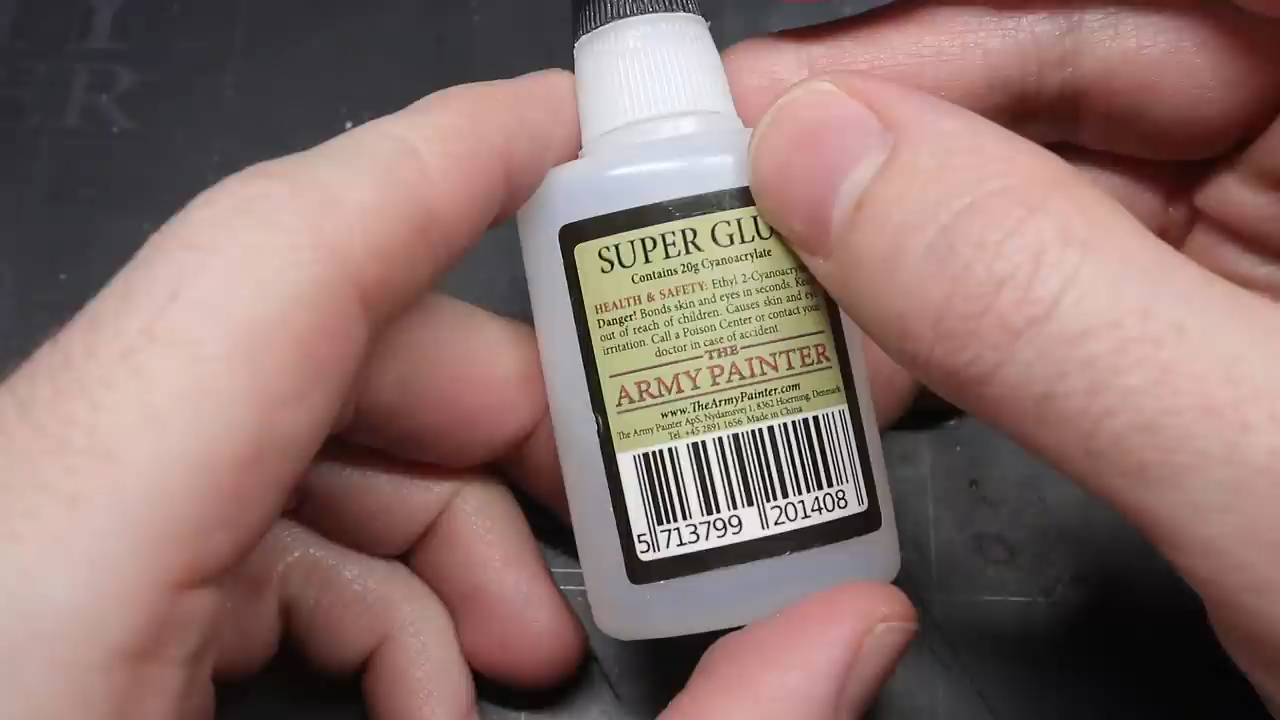 SUPER GLU
Contains 20g Cyanoacrylate
HEALTH & SAFETY: Ethyl 2-Cyanoacry
Danger! Bonds skin and eyes in seconds. Ke
out of reach of children. Causes skin and ey
irritation. Call a Poison Center or contact your
doctor in case of accident.
THE
ARMY PAINTER
www.TheArmyPainter.com
The Army Painter ApS, Nydamsvej 1, 8362 Hoerning, Denmark
Tel. +45 2891 1656 Made in China
5 713799 201408
ER